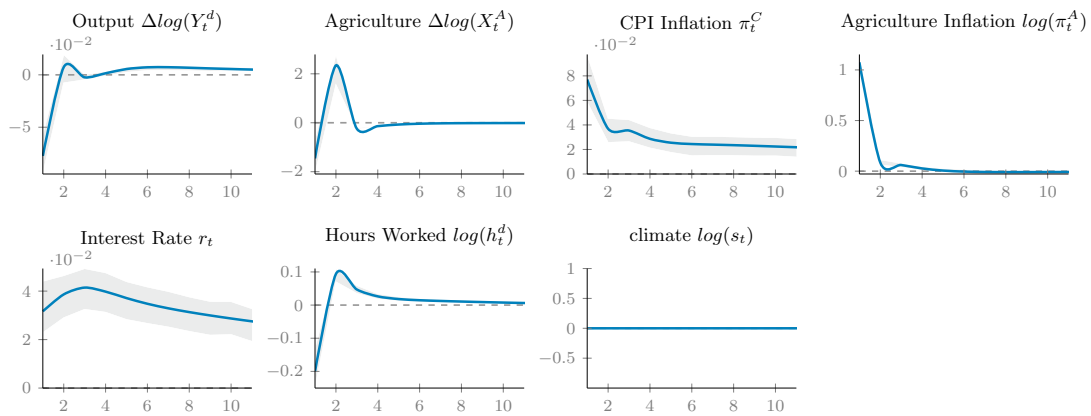 Output Δlog(Y_t^d)
·10⁻²
0
−5
2 4 6 8 10
Agriculture Δlog(X_t^A)
2
0
−2
2 4 6 8 10
CPI Inflation π_t^C
·10⁻²
8
6
4
2
0
2 4 6 8 10
Agriculture Inflation log(π_t^A)
1
0.5
0
2 4 6 8 10
Interest Rate r_t
·10⁻²
4
2
0
2 4 6 8 10
Hours Worked log(h_t^d)
0.1
0
−0.1
−0.2
2 4 6 8 10
climate log(s_t)
1
0.5
0
−0.5
2 4 6 8 10